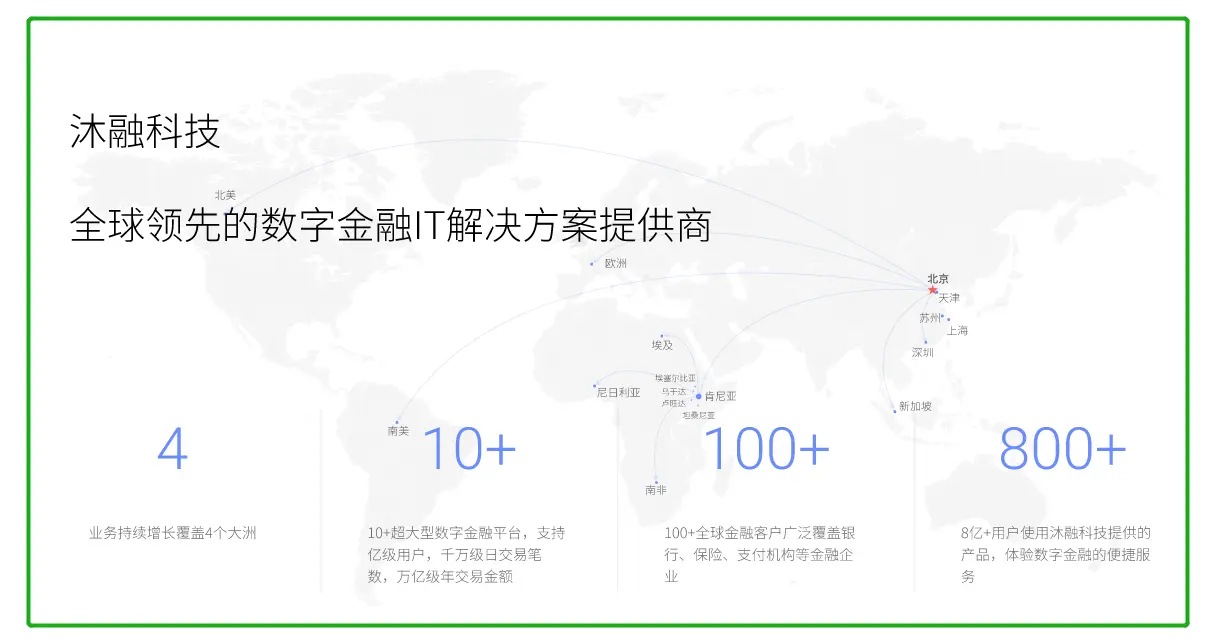 沐融科技
北美
全球领先的数字金融IT解决方案提供商
欧洲
北京
天津
苏州
上海
埃及
深圳
埃塞尔比亚
尼日利亚
乌干达
肯尼亚
卢旺达
坦桑尼亚
新加坡
南美
4
10+
100+
800+
南非
业务持续增长覆盖4个大洲
10+超大型数字金融平台，支持
亿级用户，千万级日交易笔
数，万亿级年交易金额
100+全球金融客户广泛覆盖银
行、保险、支付机构等金融企
业
8亿+用户使用沐融科技提供的
产品，体验数字金融的便捷服
务